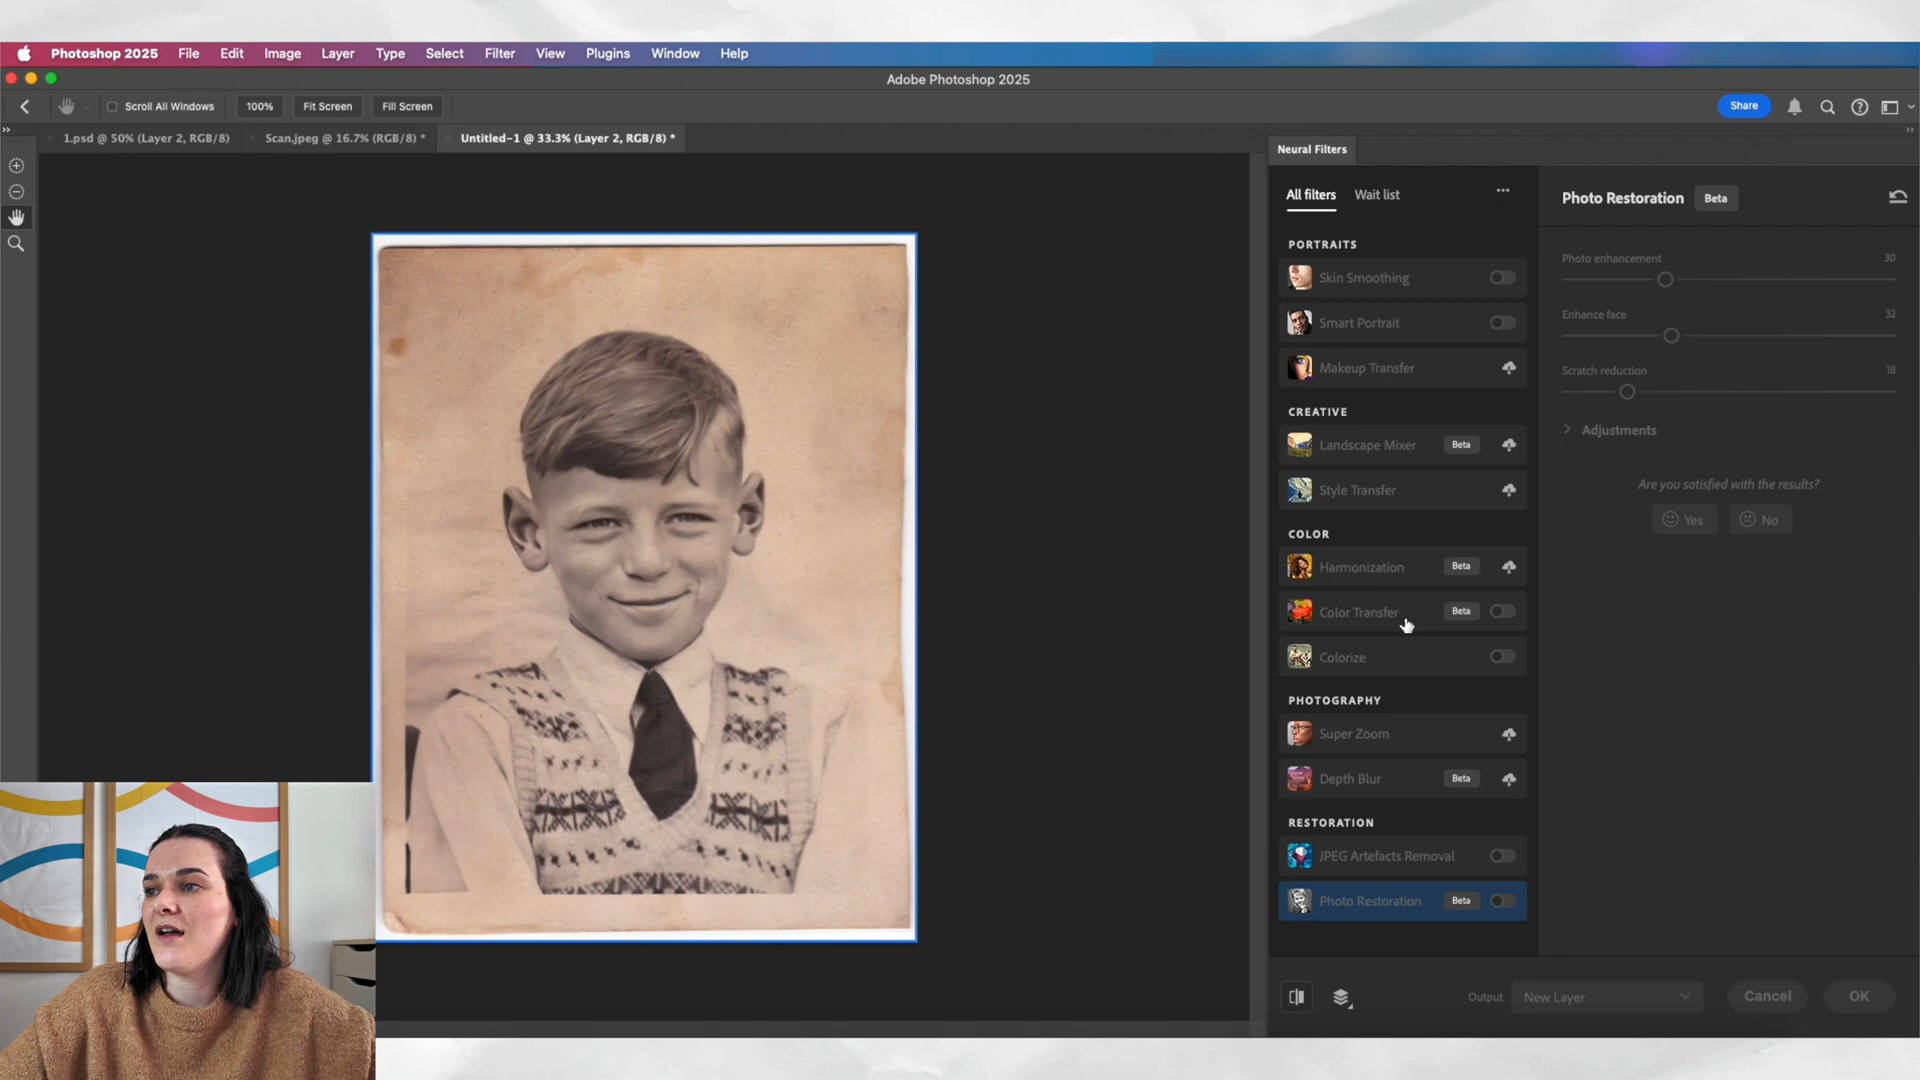 Photoshop 2025 File Edit Image Layer Type Select Filter View Plugins Window Help
Adobe Photoshop 2025
Scroll All Windows 100% Fit Screen Fill Screen Share
1.psd @ 50% (Layer 2, RGB/8) Scan.jpeg @ 16.7% (RGB/8) * Untitled-1 @ 33.3% (Layer 2, RGB/8) *
Neural Filters
All filters Wait list
PORTRAITS
Skin Smoothing
Smart Portrait
Makeup Transfer
CREATIVE
Landscape Mixer Beta
Style Transfer
COLOR
Harmonization Beta
Color Transfer Beta
Colorize
PHOTOGRAPHY
Super Zoom
Depth Blur Beta
RESTORATION
JPEG Artefacts Removal
Photo Restoration Beta
Photo Restoration Beta
Photo enhancement 30
Enhance face 32
Scratch reduction 18
Adjustments
Are you satisfied with the results?
Yes No
Output New Layer Cancel OK